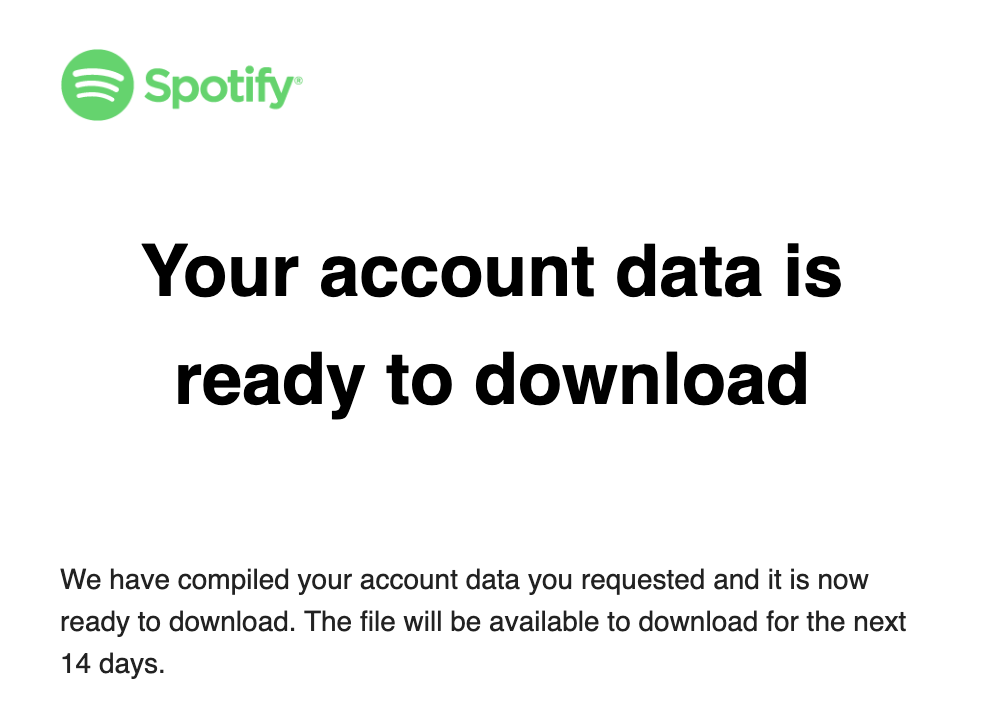 Spotify®
Your account data is
ready to download
We have compiled your account data you requested and it is now
ready to download. The file will be available to download for the next
14 days.